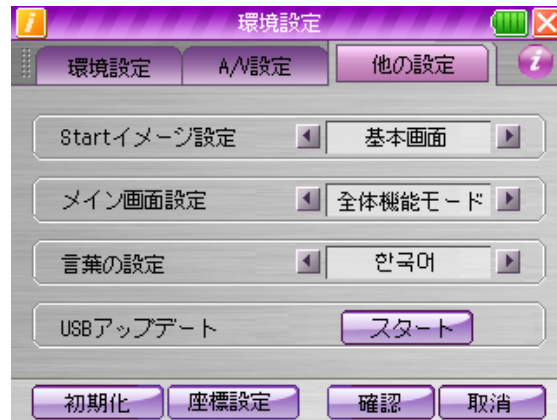 環境設定
環境設定 A/V設定 他の設定
Startイメージ設定 基本画面
メイン画面設定 全体機能モード
言葉の設定 한국어
USBアップデート スタート
初期化 座標設定 確認 取消